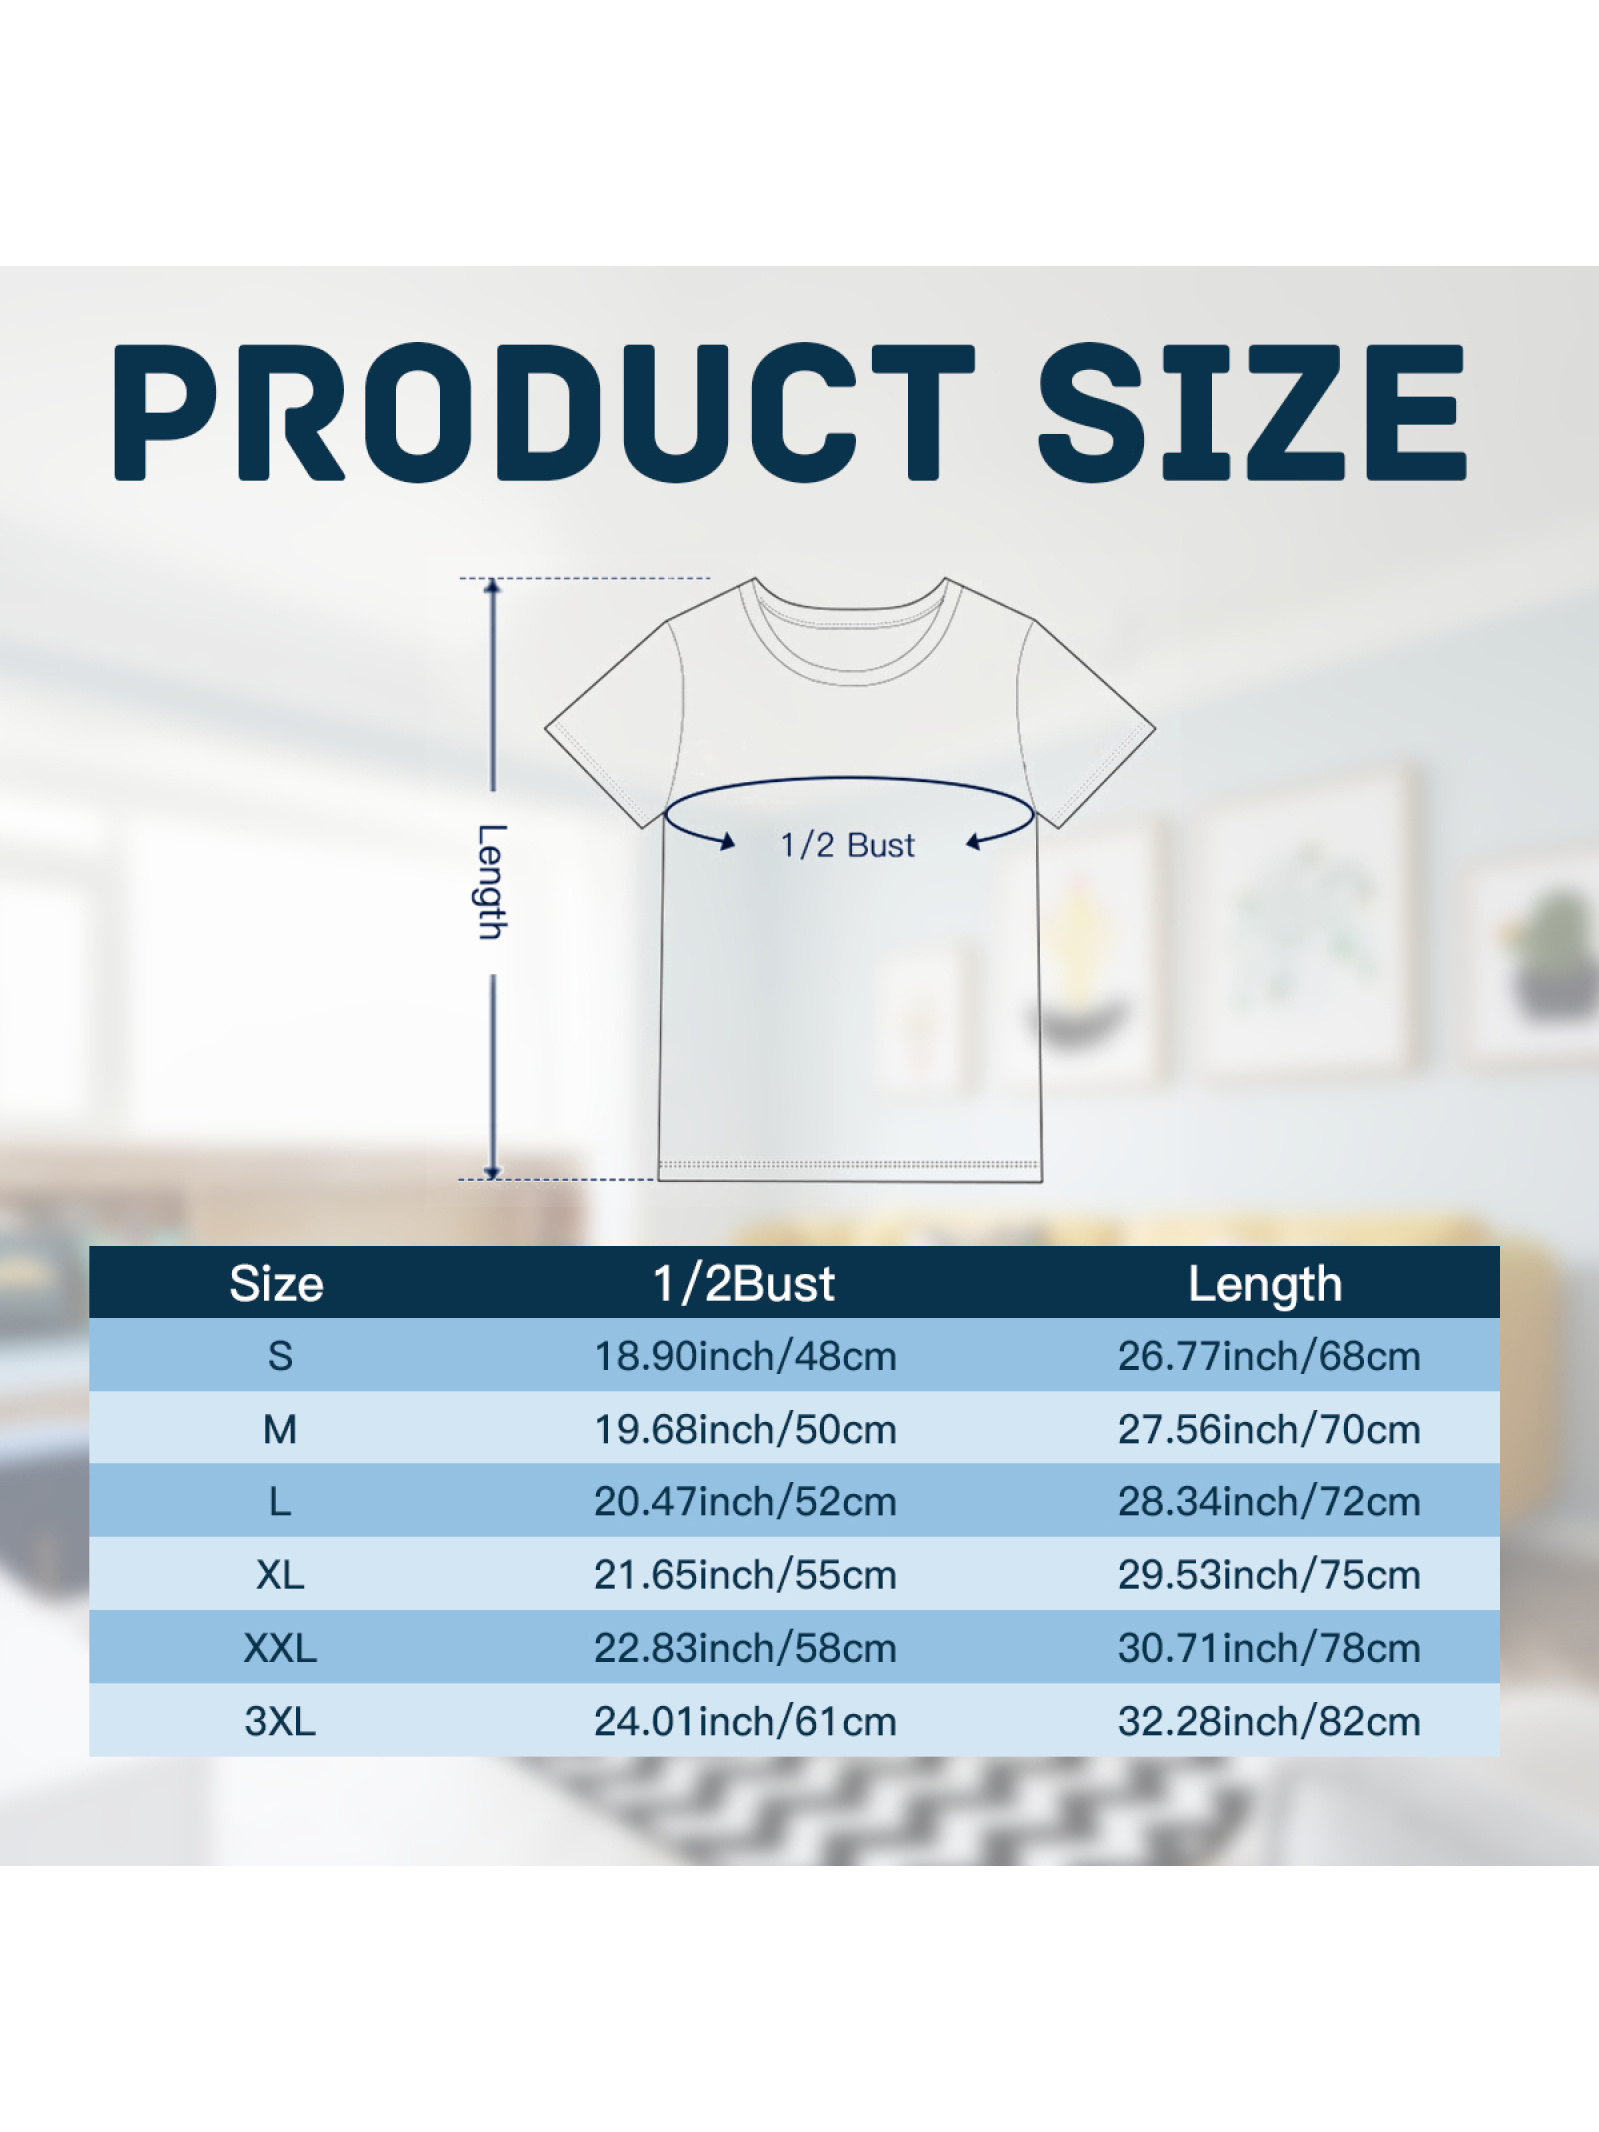 PRODUCT SIZE
Length
1/2 Bust
Size 1/2Bust Length
S 18.90inch/48cm 26.77inch/68cm
M 19.68inch/50cm 27.56inch/70cm
L 20.47inch/52cm 28.34inch/72cm
XL 21.65inch/55cm 29.53inch/75cm
XXL 22.83inch/58cm 30.71inch/78cm
3XL 24.01inch/61cm 32.28inch/82cm